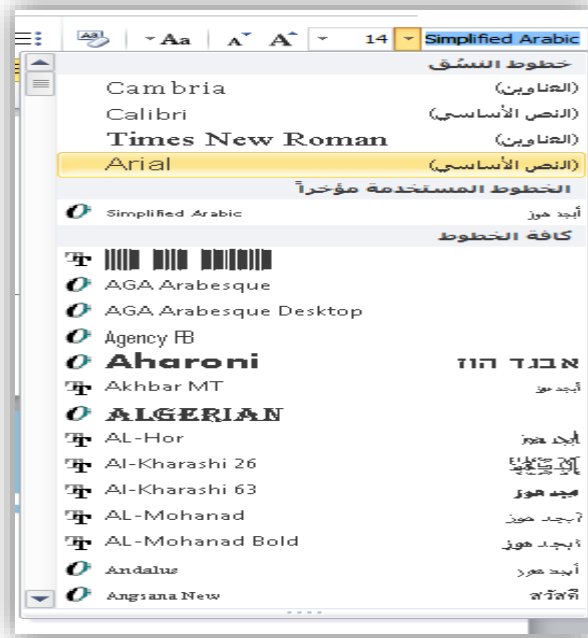 Simplified Arabic 14 Aa A A
خطوط النسُق
Cambria (العناوين)
Calibri (النص الأساسي)
Times New Roman (العناوين)
Arial (النص الأساسي)
الخطوط المستخدمة مؤخراً
Simplified Arabic أبجد هوز
كافة الخطوط
AGA Arabesque
AGA Arabesque Desktop
Agency FB
Aharoni אבגד הוז
Akhbar MT أبجد هوز
ALGERIAN
AL-Hor أبجد هوز
Al-Kharashi 26
Al-Kharashi 63 أبجد هوز
AL-Mohanad أبجد هوز
AL-Mohanad Bold أبجد هوز
Andalus أبجد هوز
Angsana New สวัสดี